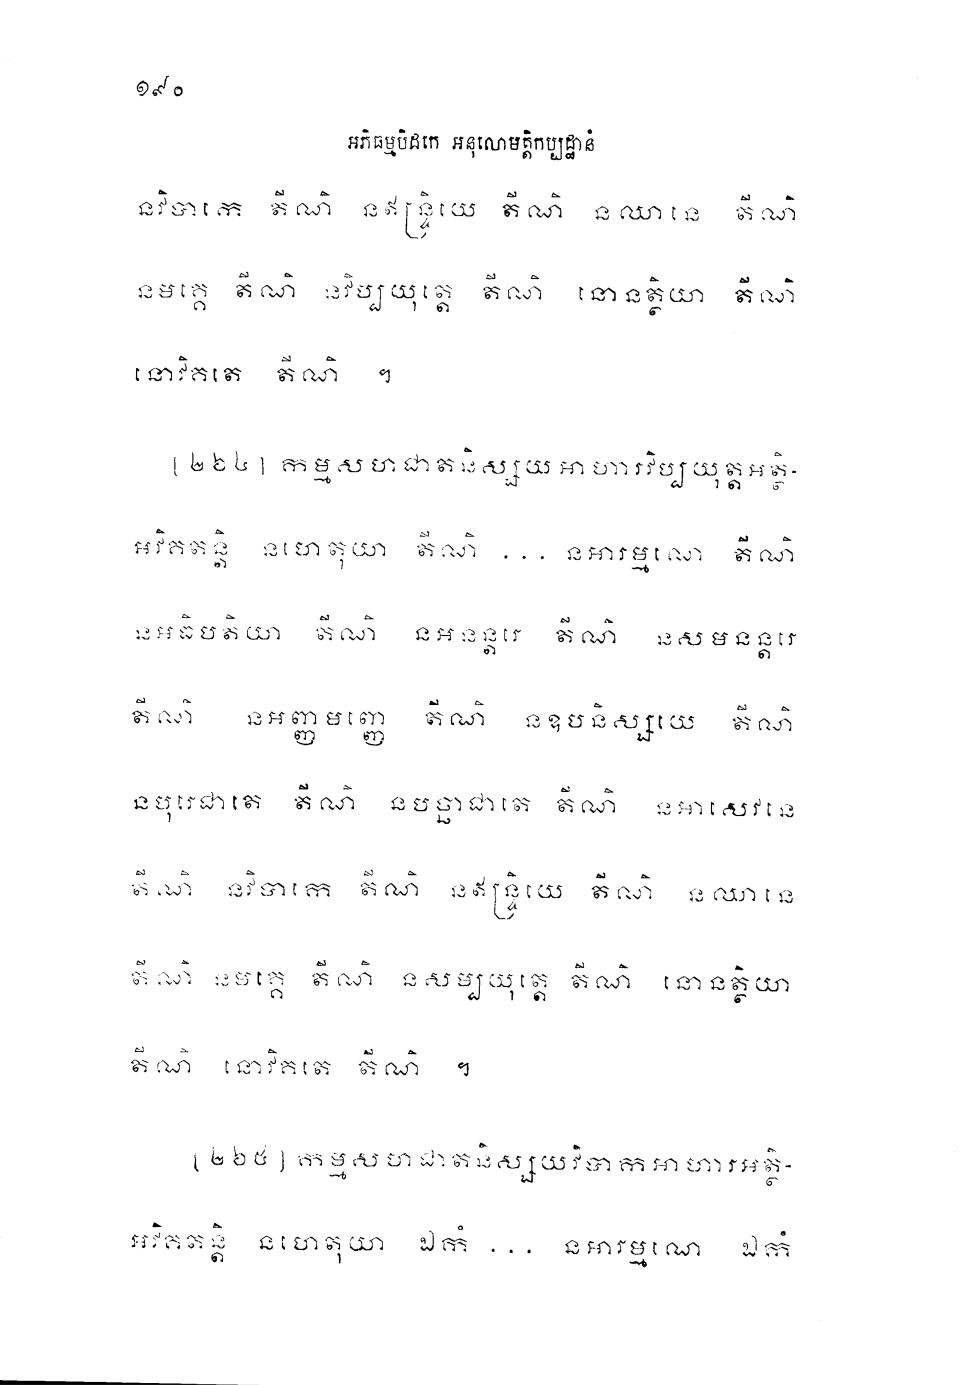 ១៩០
អភិធម្មបិដកេ អនុលោមត្តិកប្បដ្ឋានំ
នវិបាកេ តីណិ នឥន្ទ្រិយេ តីណិ នឈានេ តីណិ
នមគ្គេ តីណិ នវិប្បយុត្តេ តីណិ នោនត្ថិយា តីណិ
នោវិគតេ តីណិ ។
[២៦៤] កម្មសហជាតនិស្សយអាហារវិប្បយុត្តអត្ថិ-
អវិគតន្តិ នហេតុយា តីណិ ... នអារម្មណេ តីណិ
នអធិបតិយា តីណិ នអនន្តរេ តីណិ នសមនន្តរេ
តីណិ នអញ្ញមញ្ញេ តីណិ នឧបនិស្សយេ តីណិ
នបុរេជាតេ តីណិ នបច្ឆាជាតេ តីណិ នអាសេវនេ
តីណិ នវិបាកេ តីណិ នឥន្ទ្រិយេ តីណិ នឈានេ
តីណិ នមគ្គេ តីណិ នសម្បយុត្តេ តីណិ នោនត្ថិយា
តីណិ នោវិគតេ តីណិ ។
[២៦៥] កម្មសហជាតនិស្សយវិបាកអាហារអត្ថិ-
អវិគតន្តិ នហេតុយា ឯកំ ... នអារម្មណេ ឯកំ